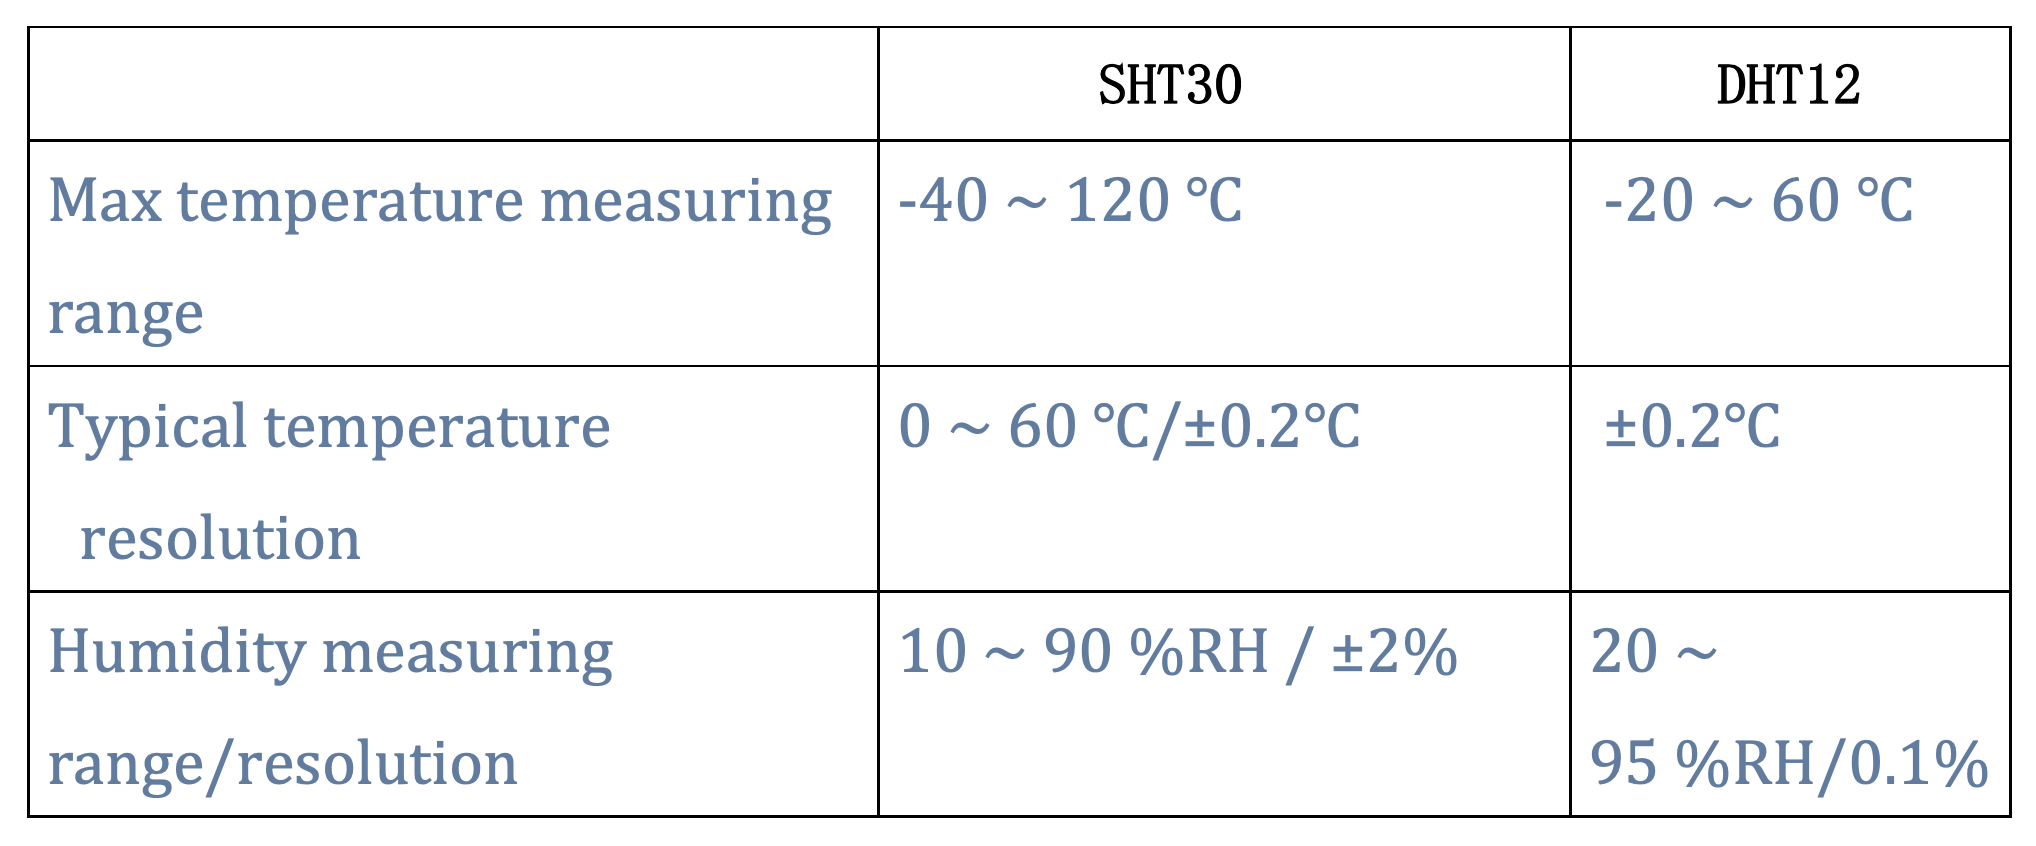 SHT30 DHT12
Max temperature measuring -40 ~ 120 ℃ -20 ~ 60 ℃
range
Typical temperature 0 ~ 60 ℃/±0.2℃ ±0.2℃
resolution
Humidity measuring 10 ~ 90 %RH / ±2% 20 ~
range/resolution 95 %RH/0.1%